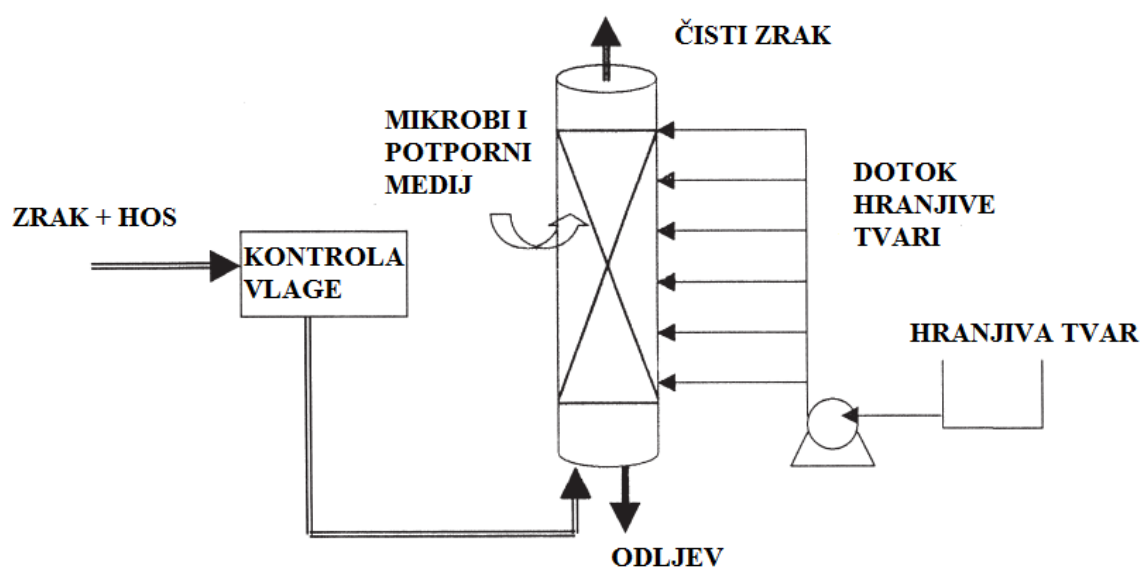 ČISTI ZRAK
MIKROBI I
POTPORNI
MEDIJ
DOTOK
HRANJIVE
TVARI
ZRAK + HOS
KONTROLA
VLAGE
HRANJIVA TVAR
ODLJEV